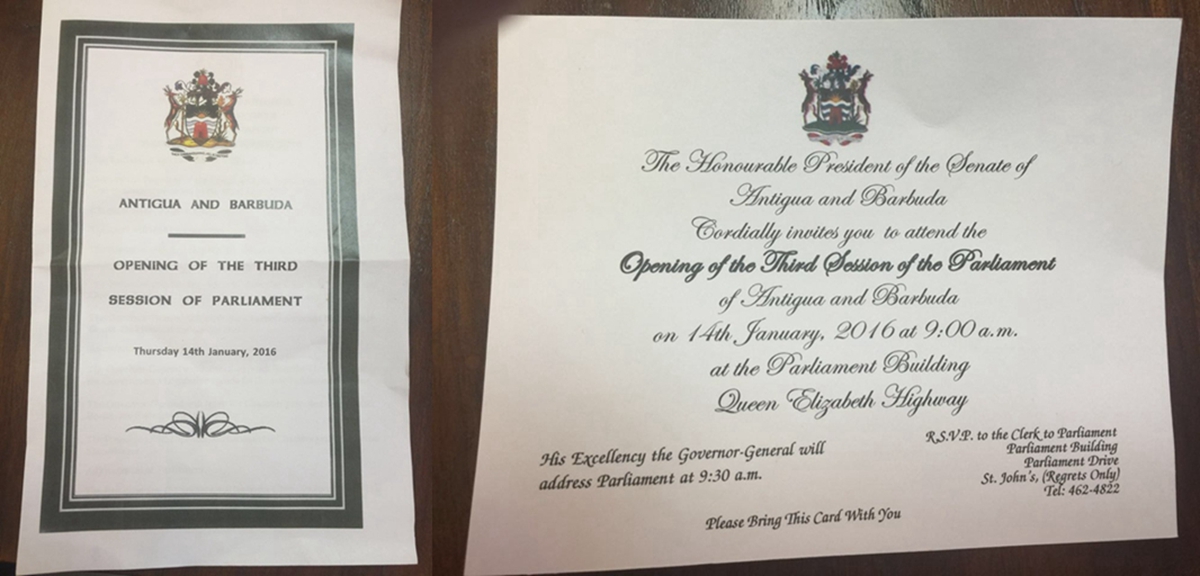 ANTIGUA AND BARBUDA
OPENING OF THE THIRD
SESSION OF PARLIAMENT
Thursday 14th January, 2016
The Honourable President of the Senate of
Antigua and Barbuda
Cordially invites you to attend the
Opening of the Third Session of the Parliament
of Antigua and Barbuda
on 14th January, 2016 at 9:00 a.m.
at the Parliament Building
Queen Elizabeth Highway
His Excellency the Governor-General will
address Parliament at 9:30 a.m.
R.S.V.P. to the Clerk to Parliament
Parliament Building
Parliament Drive
St. John's, (Regrets Only)
Tel: 462-4822
Please Bring This Card With You